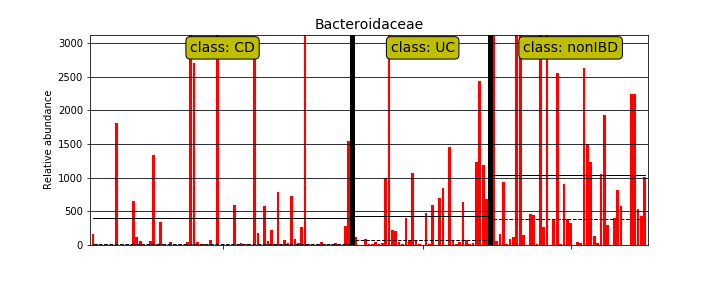 Bacteroidaceae
class: CD
class: UC
class: nonIBD
Relative abundance
3000
2500
2000
1500
1000
500
0